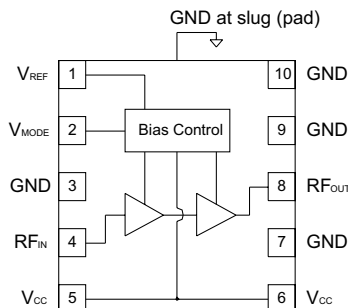 GND at slug (pad)
VREF 1 10 GND
VMODE 2 Bias Control 9 GND
GND 3 8 RFOUT
RFIN 4 7 GND
VCC 5 6 VCC